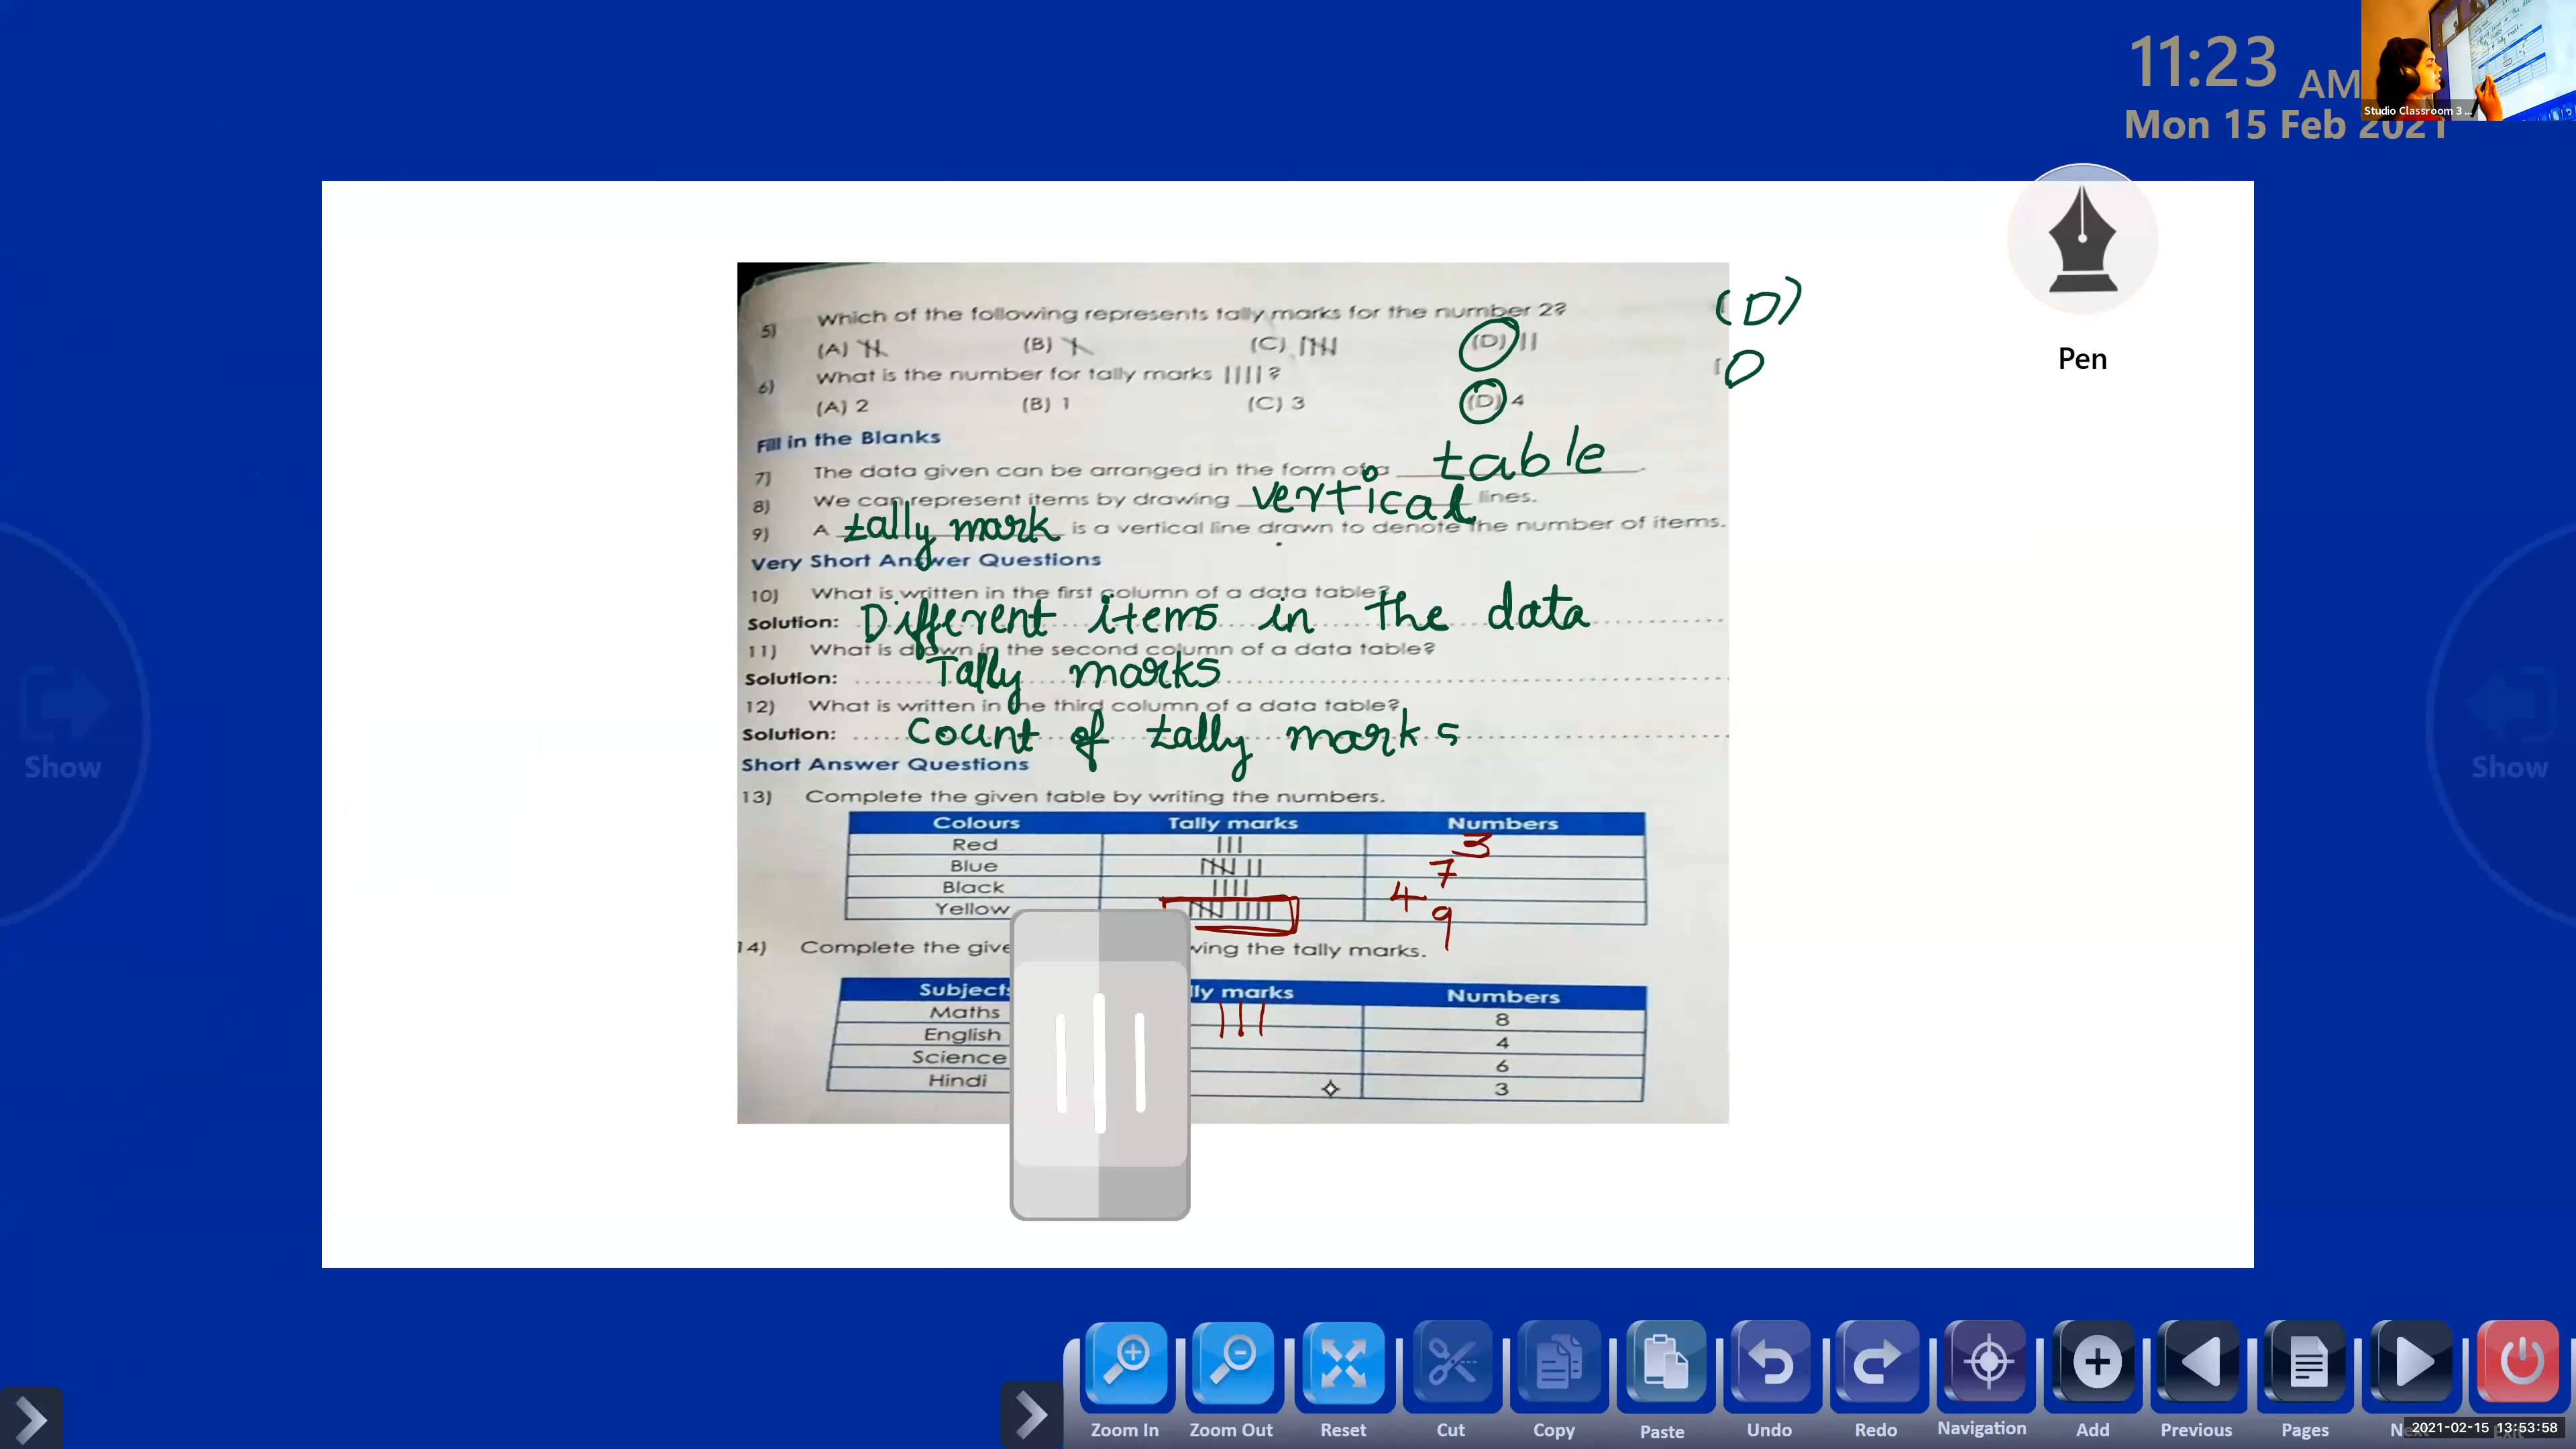 11:23 AM
Studio Classroom 3 ...
Mon 15 Feb 2021
Pen
5) Which of the following represents tally marks for the number 2? (D)
(A) (B) (C) (D) ||
6) What is the number for tally marks ||||? D
(A) 2 (B) 1 (C) 3 (D) 4
Fill in the Blanks
7) The data given can be arranged in the form of a table
8) We can represent items by drawing vertical lines.
9) A tally mark is a vertical line drawn to denote the number of items.
Very Short Answer Questions
10) What is written in the first column of a data table?
Solution: Different items in the data
11) What is drawn in the second column of a data table?
Solution: Tally marks
12) What is written in the third column of a data table?
Solution: Count of tally marks
Short Answer Questions
13) Complete the given table by writing the numbers.
Colours Tally marks Numbers
Red ||| 3
Blue 7
Black |||| 4
Yellow 9
14) Complete the give ving the tally marks.
Subject lly marks Numbers
Maths ||| 8
English 4
Science 6
Hindi 3
Show
Show
Zoom In Zoom Out Reset Cut Copy Paste Undo Redo Navigation Add Previous Pages
2021-02-15 13:53:58